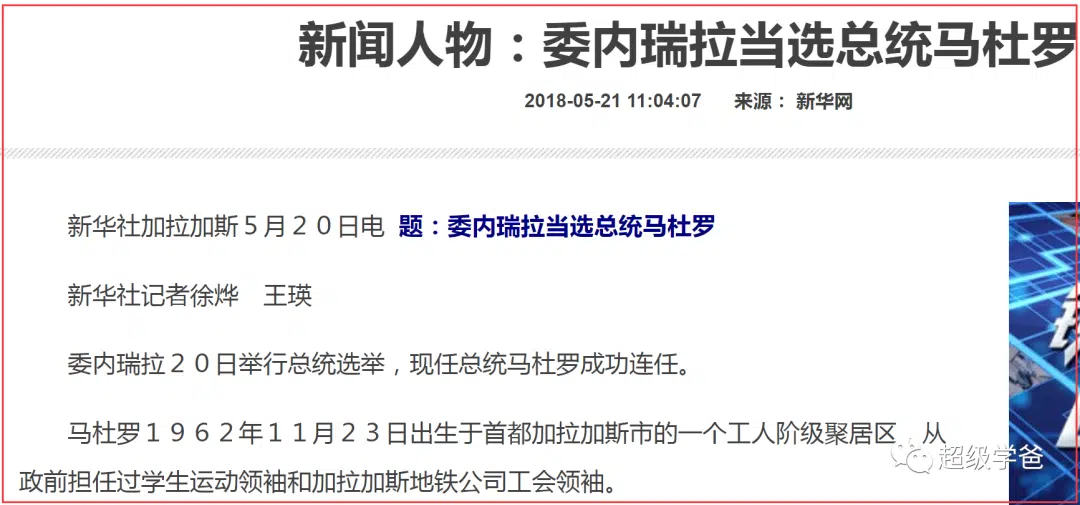 新闻人物：委内瑞拉当选总统马杜罗
2018-05-21 11:04:07 来源： 新华网
新华社加拉加斯５月２０日电 题：委内瑞拉当选总统马杜罗
新华社记者徐烨　王瑛
委内瑞拉２０日举行总统选举，现任总统马杜罗成功连任。
马杜罗１９６２年１１月２３日出生于首都加拉加斯市的一个工人阶级聚居区，从
政前担任过学生运动领袖和加拉加斯地铁公司工会领袖。
超级学爸